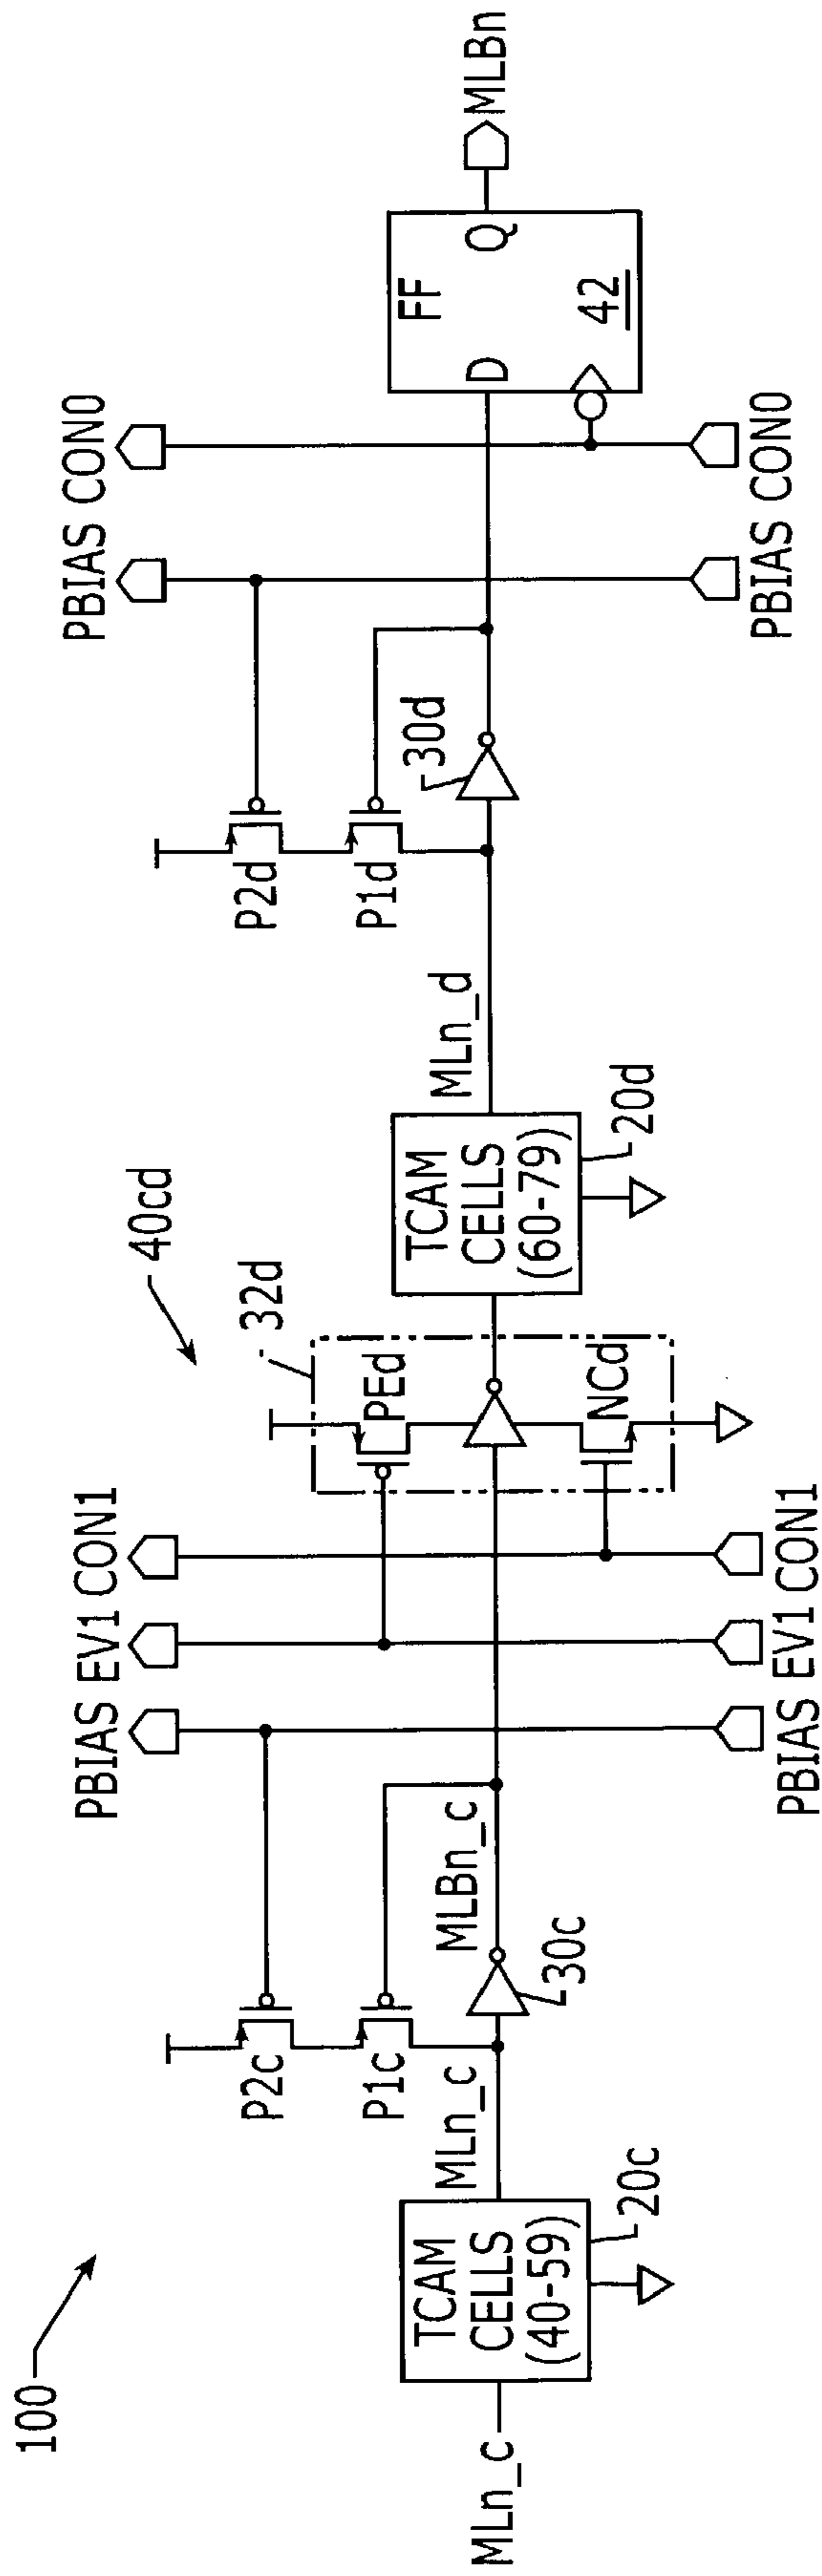 100
40cd
MLn_c
TCAM
CELLS
(40-59)
20c
MLn_c
P2c
P1c
30c
MLBn_c
PBIAS
EV1
CON1
PBIAS
EV1
CON1
32d
PEd
NCd
TCAM
CELLS
(60-79)
20d
MLn_d
P2d
P1d
30d
PBIAS
CON0
PBIAS
CON0
D
FF
Q
42
MLBn